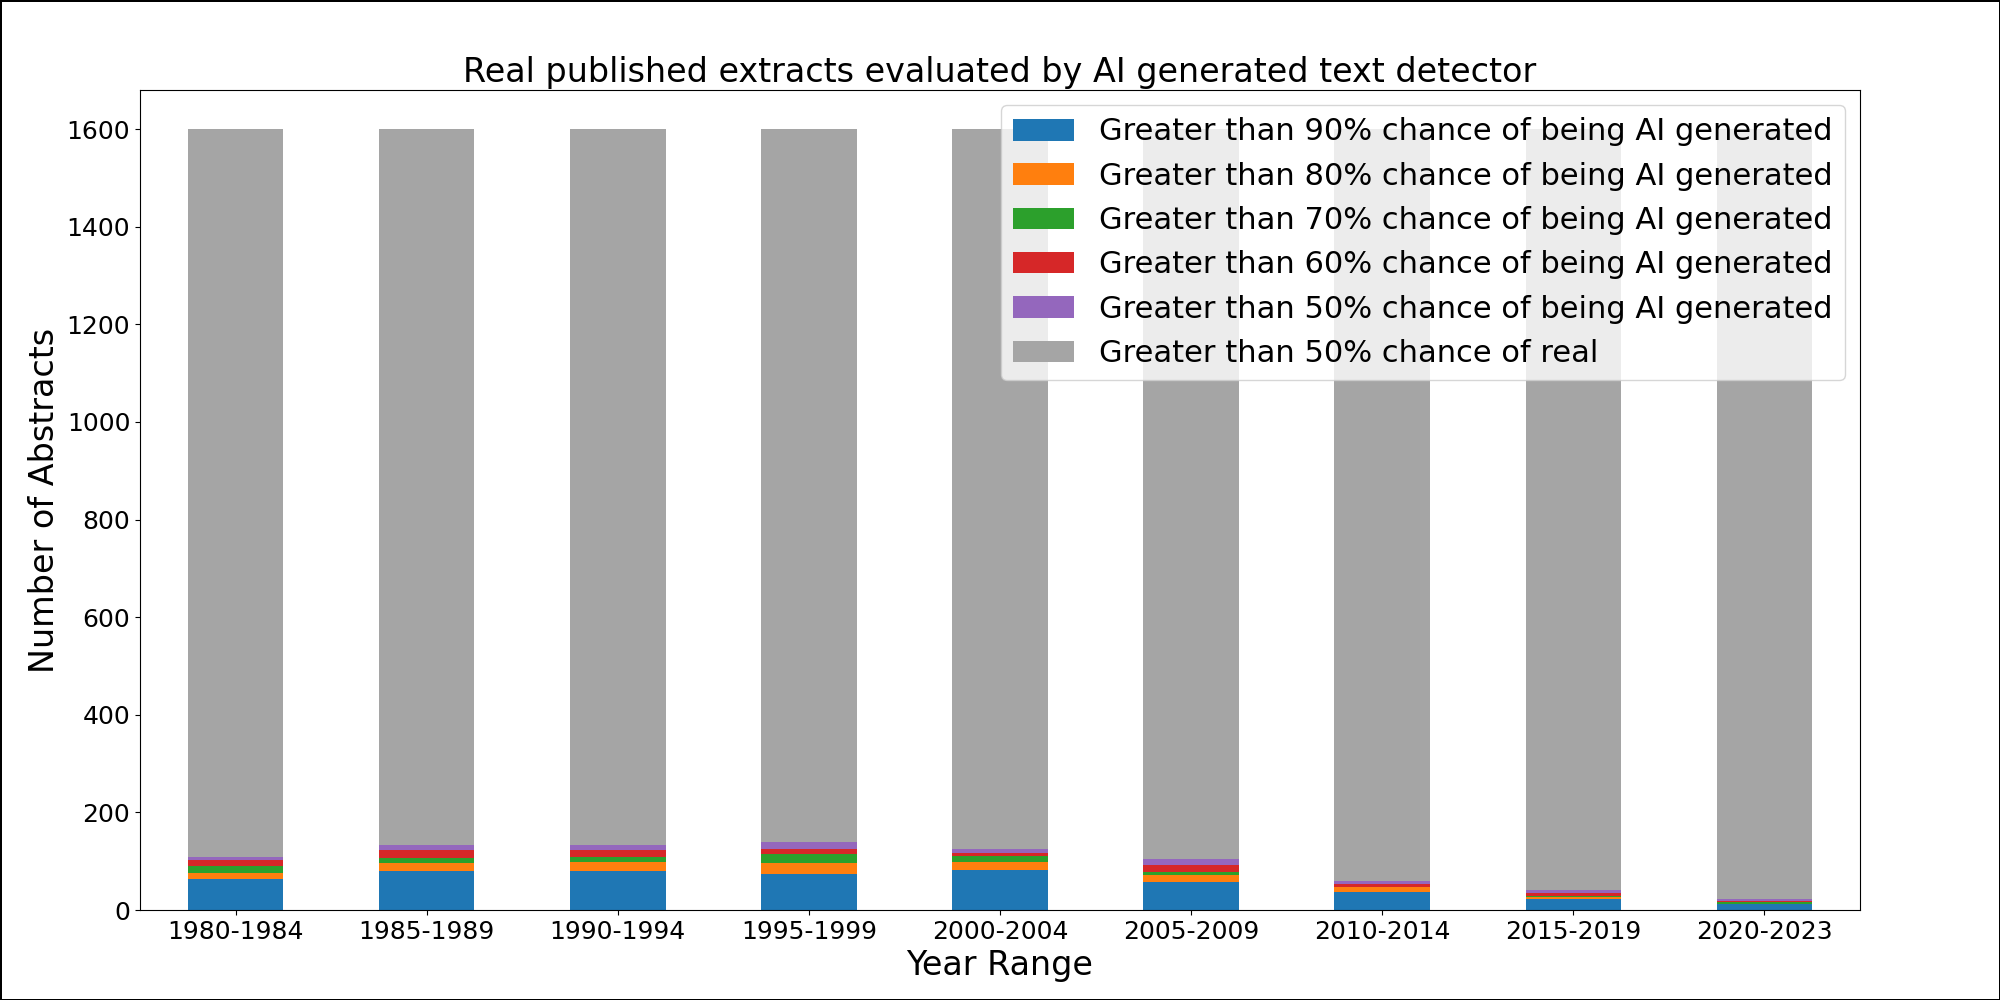 Real published extracts evaluated by AI generated text detector
Greater than 90% chance of being AI generated
Greater than 80% chance of being AI generated
Greater than 70% chance of being AI generated
Greater than 60% chance of being AI generated
Greater than 50% chance of being AI generated
Greater than 50% chance of real
Number of Abstracts
1600
1400
1200
1000
800
600
400
200
0
1980-1984 1985-1989 1990-1994 1995-1999 2000-2004 2005-2009 2010-2014 2015-2019 2020-2023
Year Range